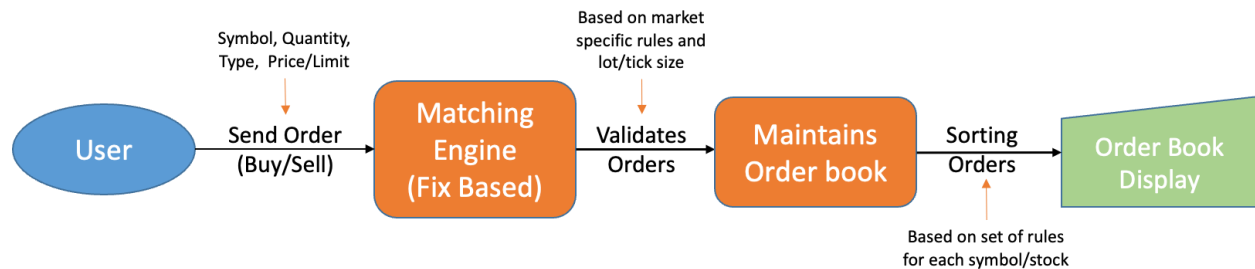 Symbol, Quantity,
Type, Price/Limit
Based on market
specific rules and
lot/tick size
User
Send Order
(Buy/Sell)
Matching
Engine
(Fix Based)
Validates
Orders
Maintains
Order book
Sorting
Orders
Order Book
Display
Based on set of rules
for each symbol/stock